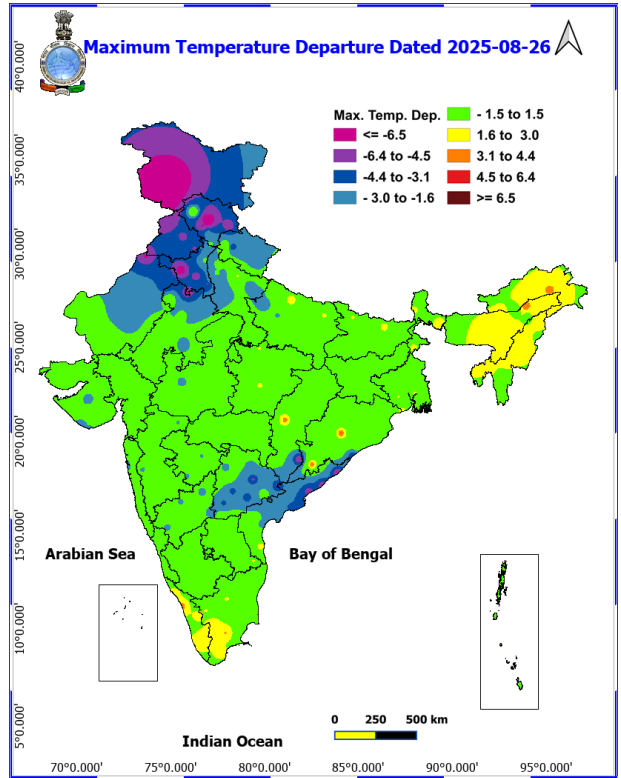 Maximum Temperature Departure Dated 2025-08-26
Max. Temp. Dep.
<= -6.5
-6.4 to -4.5
-4.4 to -3.1
- 3.0 to -1.6
- 1.5 to 1.5
1.6 to 3.0
3.1 to 4.4
4.5 to 6.4
>= 6.5
40°0.000'
35°0.000'
30°0.000'
25°0.000'
20°0.000'
15°0.000'
10°0.000'
5°0.000'
Arabian Sea
Bay of Bengal
Indian Ocean
0 250 500 km
70°0.000' 75°0.000' 80°0.000' 85°0.000' 90°0.000' 95°0.000'